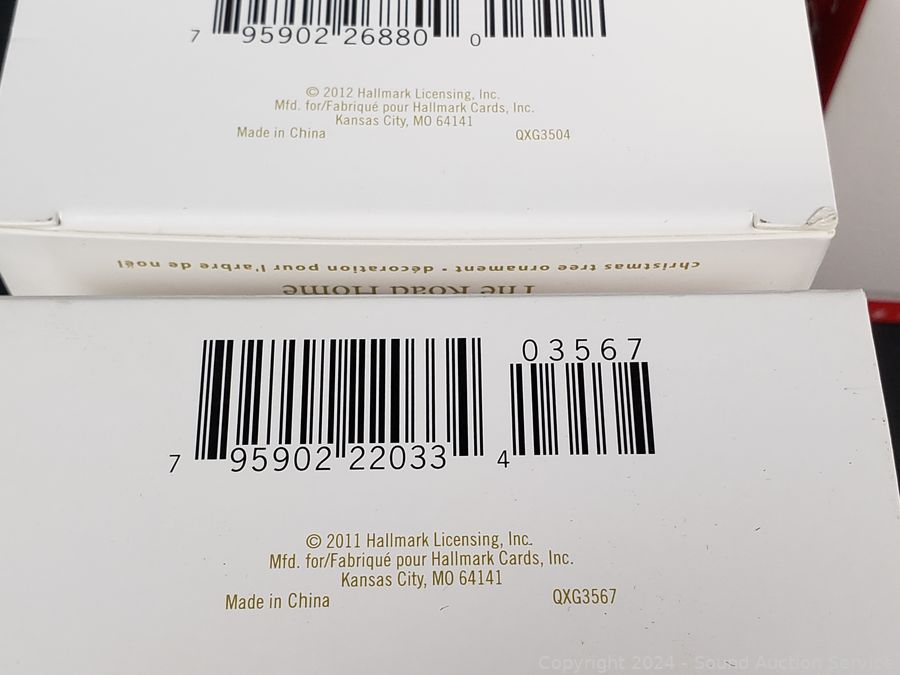 7 95902 26880 0
© 2012 Hallmark Licensing, Inc.
Mfd. for/Fabriqué pour Hallmark Cards, Inc.
Kansas City, MO 64141
Made in China QXG3504
christmas tree ornament • décoration pour l'arbre de noël
The Road Home
03567
7 95902 22033 4
© 2011 Hallmark Licensing, Inc.
Mfd. for/Fabriqué pour Hallmark Cards, Inc.
Kansas City, MO 64141
Made in China QXG3567
Copyright 2024 - Sound Auction Service